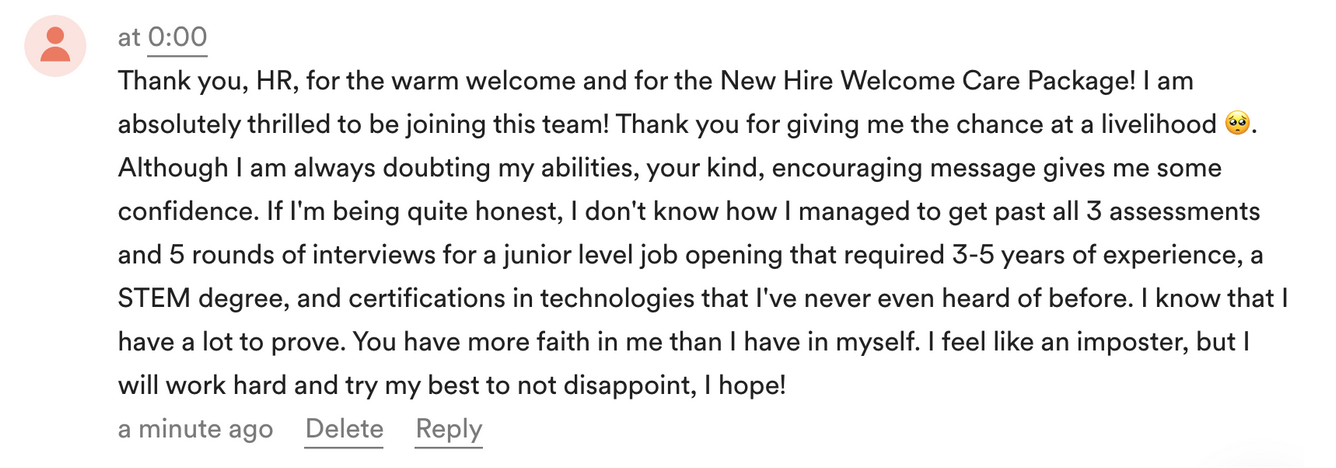 at 0:00
Thank you, HR, for the warm welcome and for the New Hire Welcome Care Package! I am
absolutely thrilled to be joining this team! Thank you for giving me the chance at a livelihood 🥺.
Although I am always doubting my abilities, your kind, encouraging message gives me some
confidence. If I'm being quite honest, I don't know how I managed to get past all 3 assessments
and 5 rounds of interviews for a junior level job opening that required 3-5 years of experience, a
STEM degree, and certifications in technologies that I've never even heard of before. I know that I
have a lot to prove. You have more faith in me than I have in myself. I feel like an imposter, but I
will work hard and try my best to not disappoint, I hope!
a minute ago Delete Reply